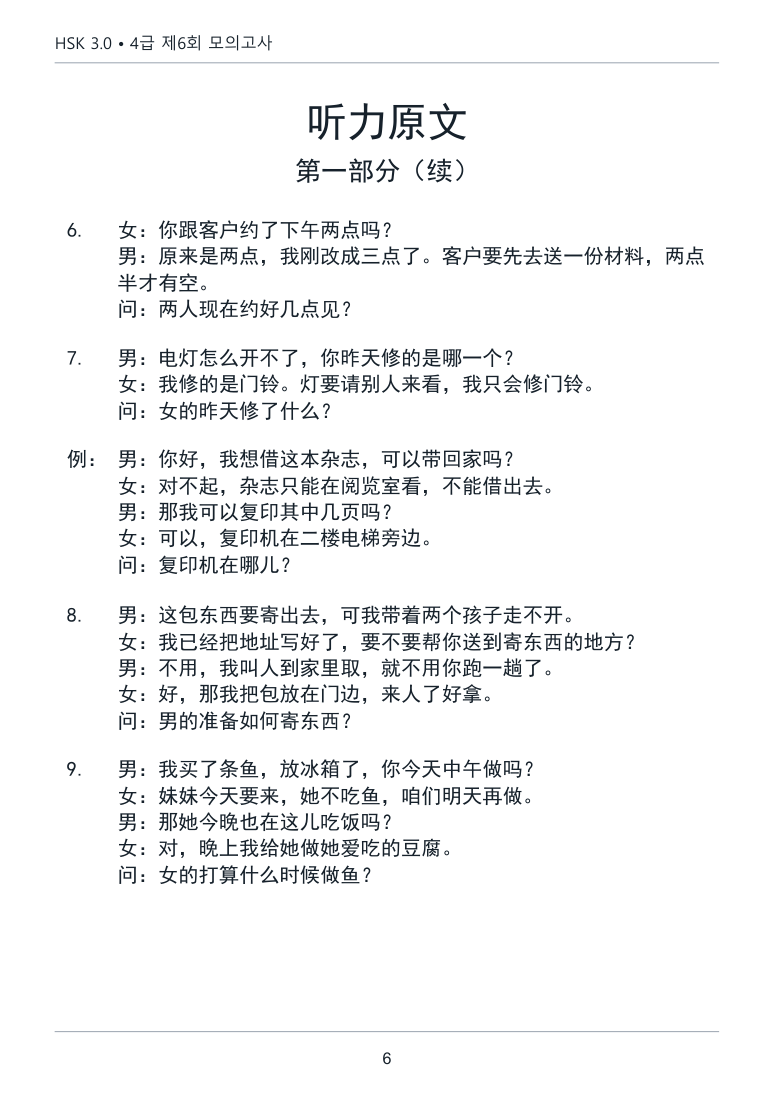 HSK 3.0 • 4급 제6회 모의고사
听力原文
第一部分（续）
6. 女：你跟客户约了下午两点吗？
男：原来是两点，我刚改成三点了。客户要先去送一份材料，两点
半才有空。
问：两人现在约好几点见？
7. 男：电灯怎么开不了，你昨天修的是哪一个？
女：我修的是门铃。灯要请别人来看，我只会修门铃。
问：女的昨天修了什么？
例： 男：你好，我想借这本杂志，可以带回家吗？
女：对不起，杂志只能在阅览室看，不能借出去。
男：那我可以复印其中几页吗？
女：可以，复印机在二楼电梯旁边。
问：复印机在哪儿？
8. 男：这包东西要寄出去，可我带着两个孩子走不开。
女：我已经把地址写好了，要不要帮你送到寄东西的地方？
男：不用，我叫人到家里取，就不用你跑一趟了。
女：好，那我把包放在门边，来人了好拿。
问：男的准备如何寄东西？
9. 男：我买了条鱼，放冰箱了，你今天中午做吗？
女：妹妹今天要来，她不吃鱼，咱们明天再做。
男：那她今晚也在这儿吃饭吗？
女：对，晚上我给她做她爱吃的豆腐。
问：女的打算什么时候做鱼？
6